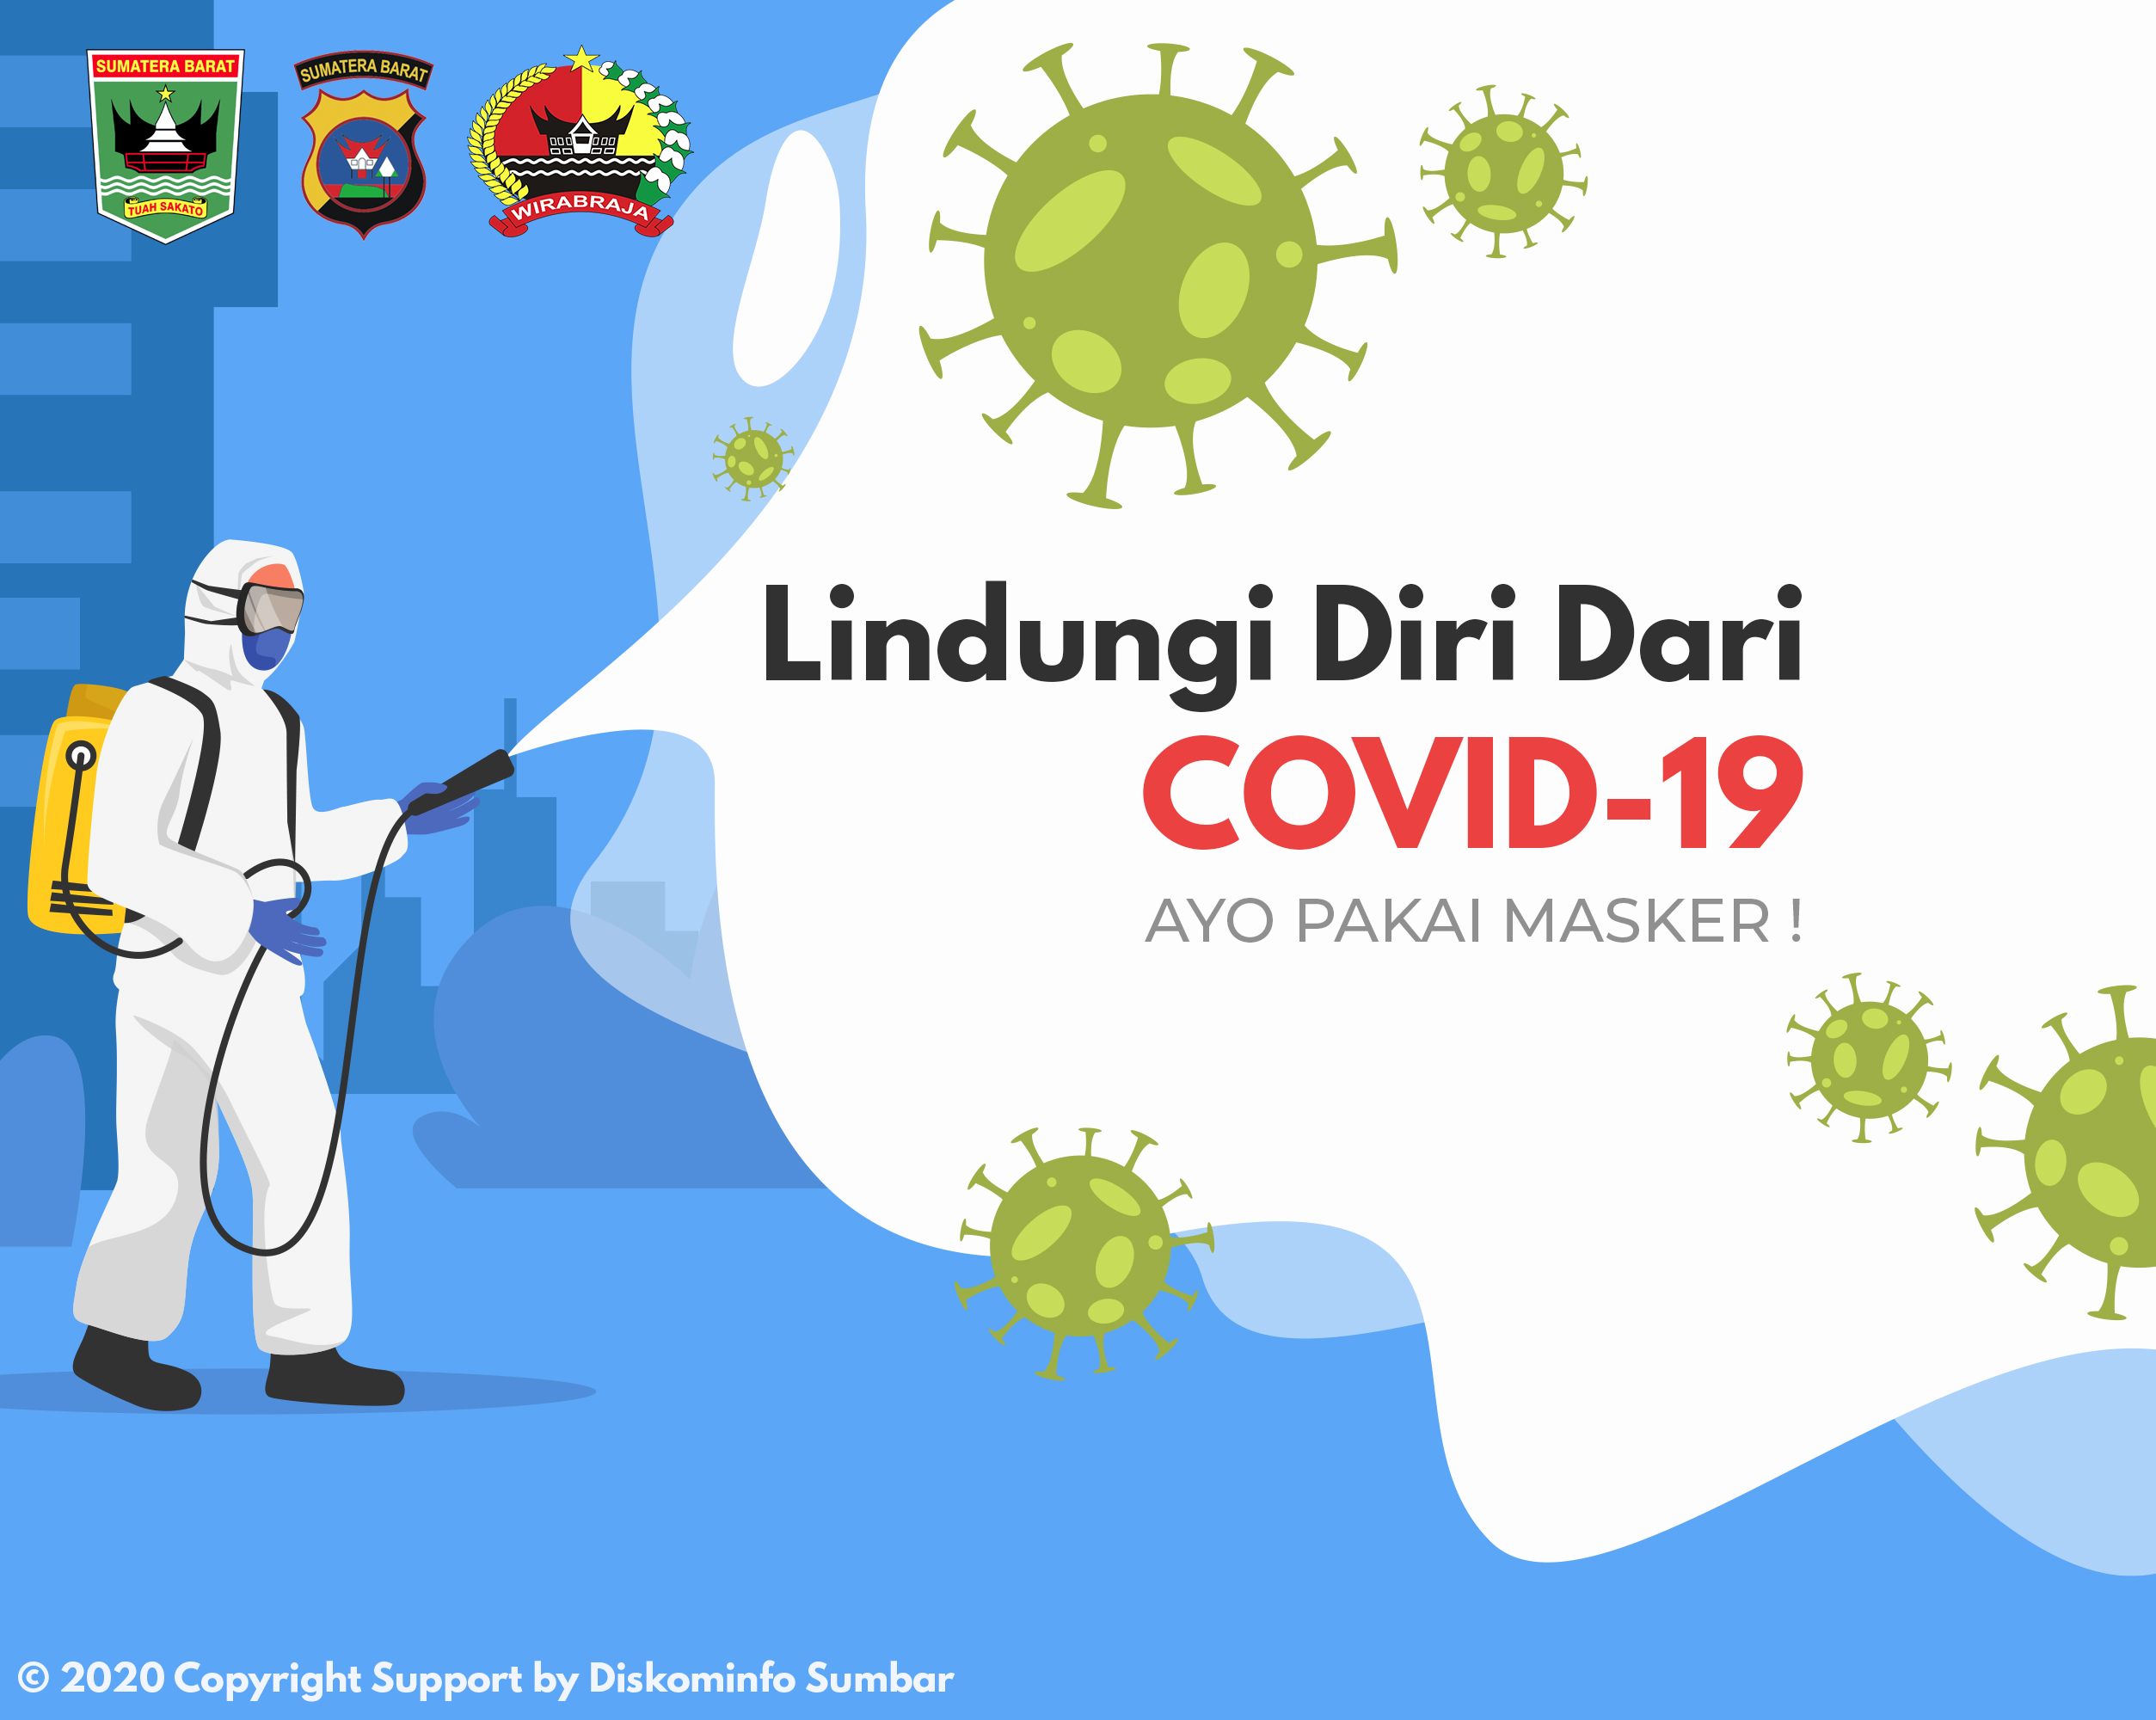 SUMATERA BARAT
TUAH SAKATO
SUMATERA BARAT
WIRABRAJA
Lindungi Diri Dari
COVID-19
AYO PAKAI MASKER !
© 2020 Copyright Support by Diskominfo Sumbar